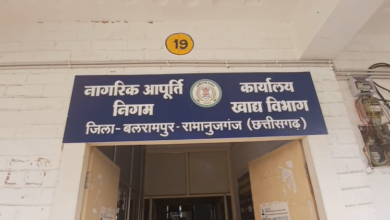 19
नागरिक आपूर्ति निगम
कार्यालय खाद्य विभाग
जिला- बलरामपुर - रामानुजगंज (छत्तीसगढ़)